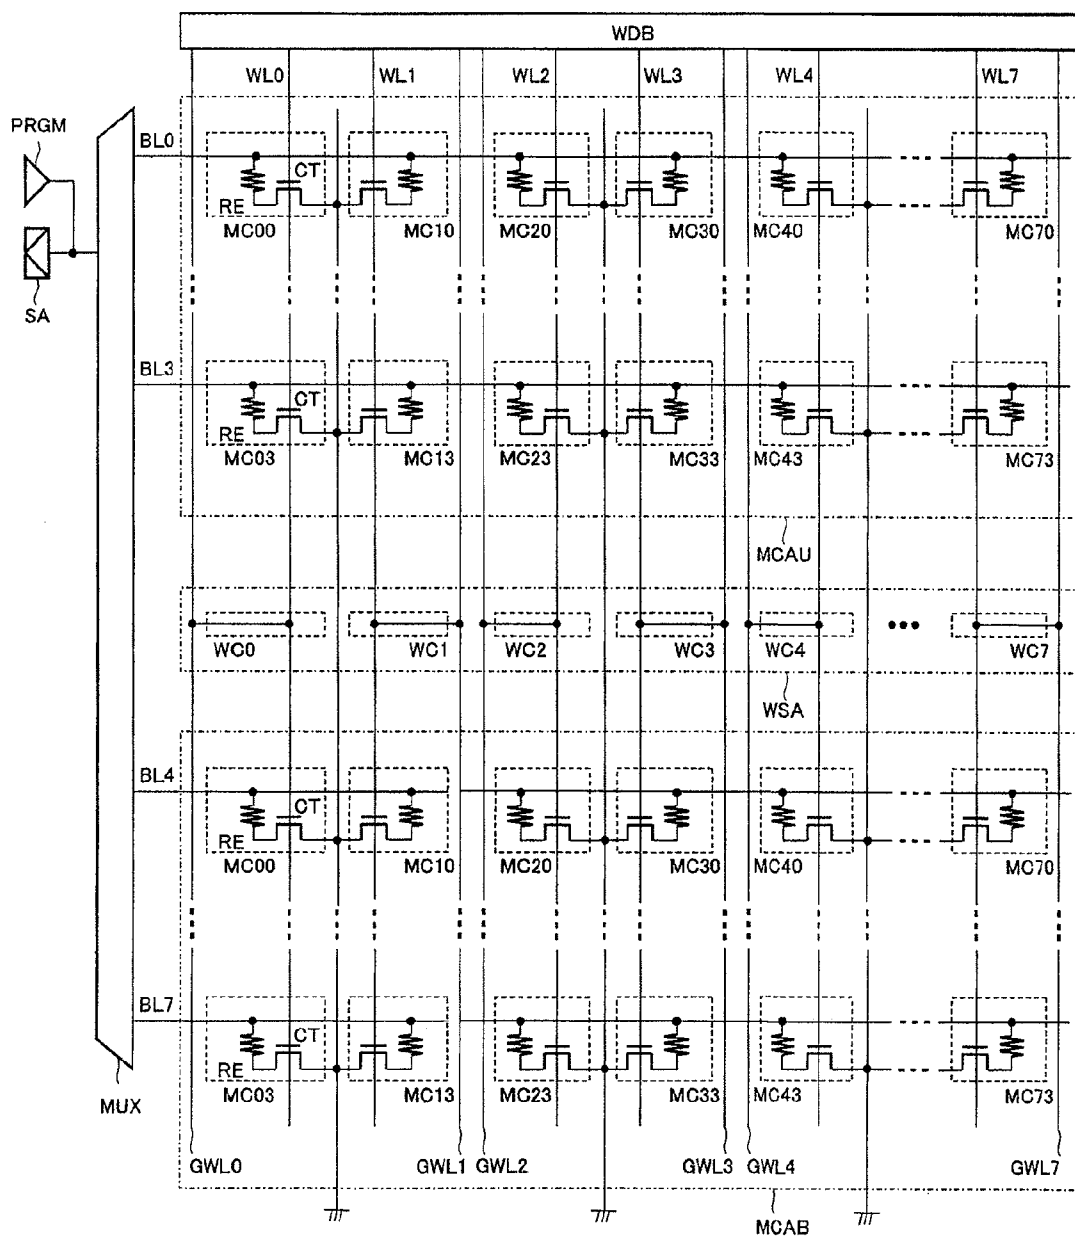 WDB
WL0 WL1 WL2 WL3 WL4 WL7
PRGM
BL0
CT
RE
MC00 MC10 MC20 MC30 MC40 MC70
SA
BL3
CT
RE
MC03 MC13 MC23 MC33 MC43 MC73
MCAU
WC0 WC1 WC2 WC3 WC4 WC7
WSA
BL4
CT
RE
MC00 MC10 MC20 MC30 MC40 MC70
BL7
CT
RE
MC03 MC13 MC23 MC33 MC43 MC73
MUX
GWL0 GWL1 GWL2 GWL3 GWL4 GWL7
MCAB